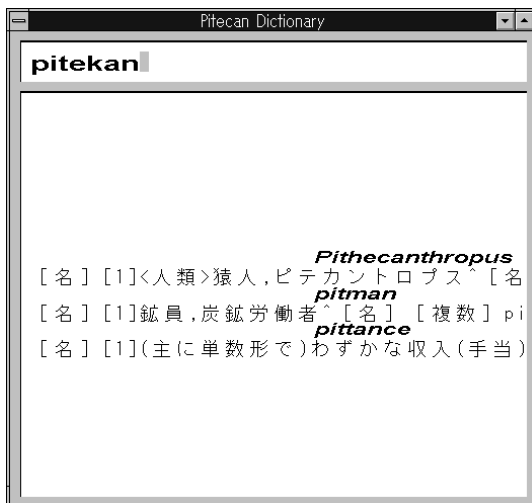 Pitecan Dictionary
pitekan
Pithecanthropus
[名] [1]<人類>猿人,ピテカントロプス^ [名
pitman
[名] [1]鉱員,炭鉱労働者^ [名] [複数] pi
pittance
[名] [1](主に単数形で)わずかな収入(手当)